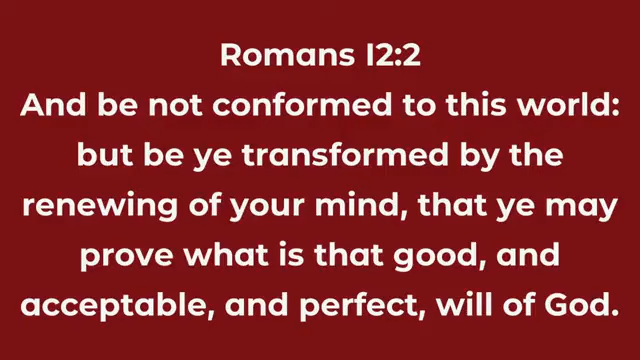 Romans 12:2
And be not conformed to this world:
but be ye transformed by the
renewing of your mind, that ye may
prove what is that good, and
acceptable, and perfect, will of God.